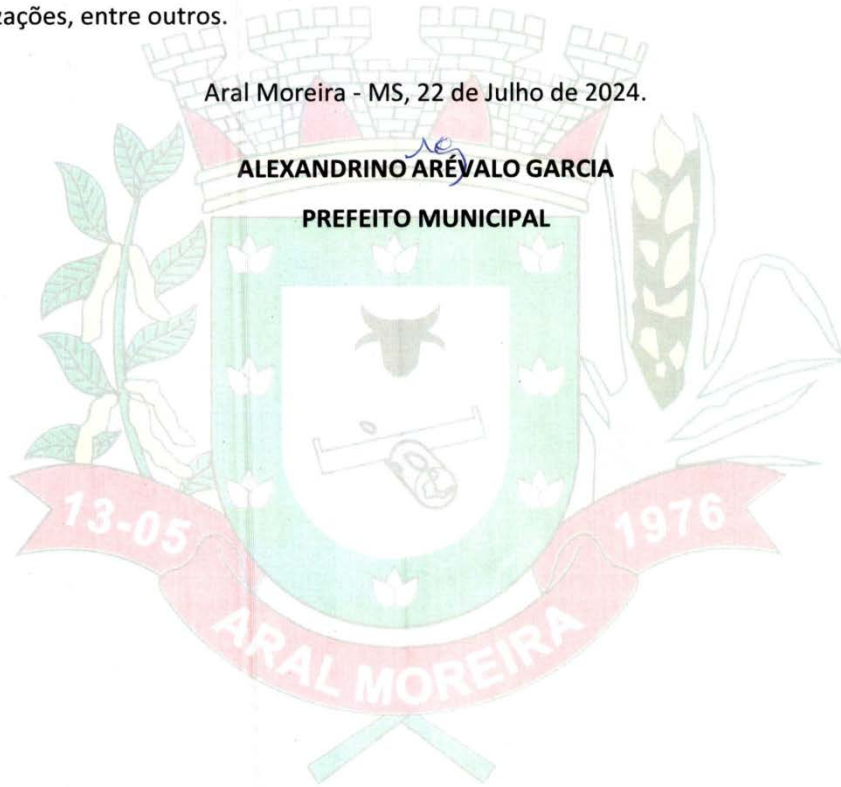 ações, entre outros.
Aral Moreira - MS, 22 de Julho de 2024.
ALEXANDRINO ARÉVALO GARCIA
PREFEITO MUNICIPAL
13-05
1976
ARAL MOREIRA